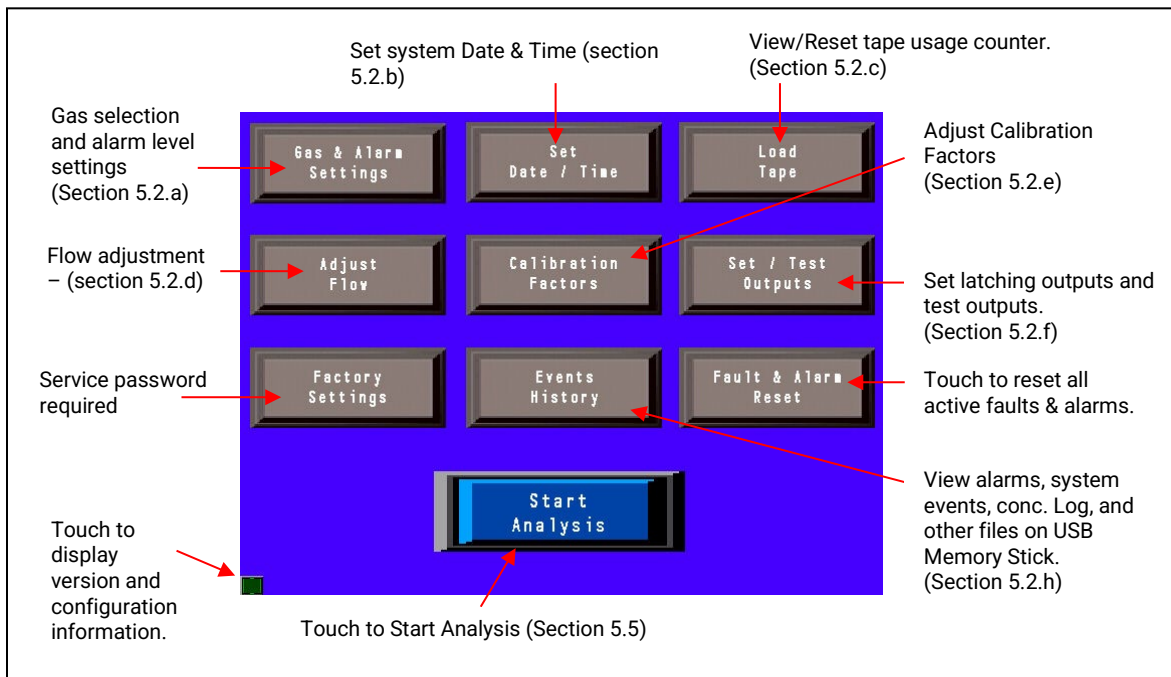 Set system Date & Time (section
5.2.b)
View/Reset tape usage counter.
(Section 5.2.c)
Gas selection
and alarm level
settings
(Section 5.2.a)
Gas & Alarm
Settings
Set
Date / Time
Load
Tape
Adjust Calibration
Factors
(Section 5.2.e)
Flow adjustment
– (section 5.2.d)
Adjust
Flow
Calibration
Factors
Set / Test
Outputs
Set latching outputs and
test outputs.
(Section 5.2.f)
Service password
required
Factory
Settings
Events
History
Fault & Alarm
Reset
Touch to reset all
active faults & alarms.
Start
Analysis
View alarms, system
events, conc. Log, and
other files on USB
Memory Stick.
(Section 5.2.h)
Touch to
display
version and
configuration
information.
Touch to Start Analysis (Section 5.5)